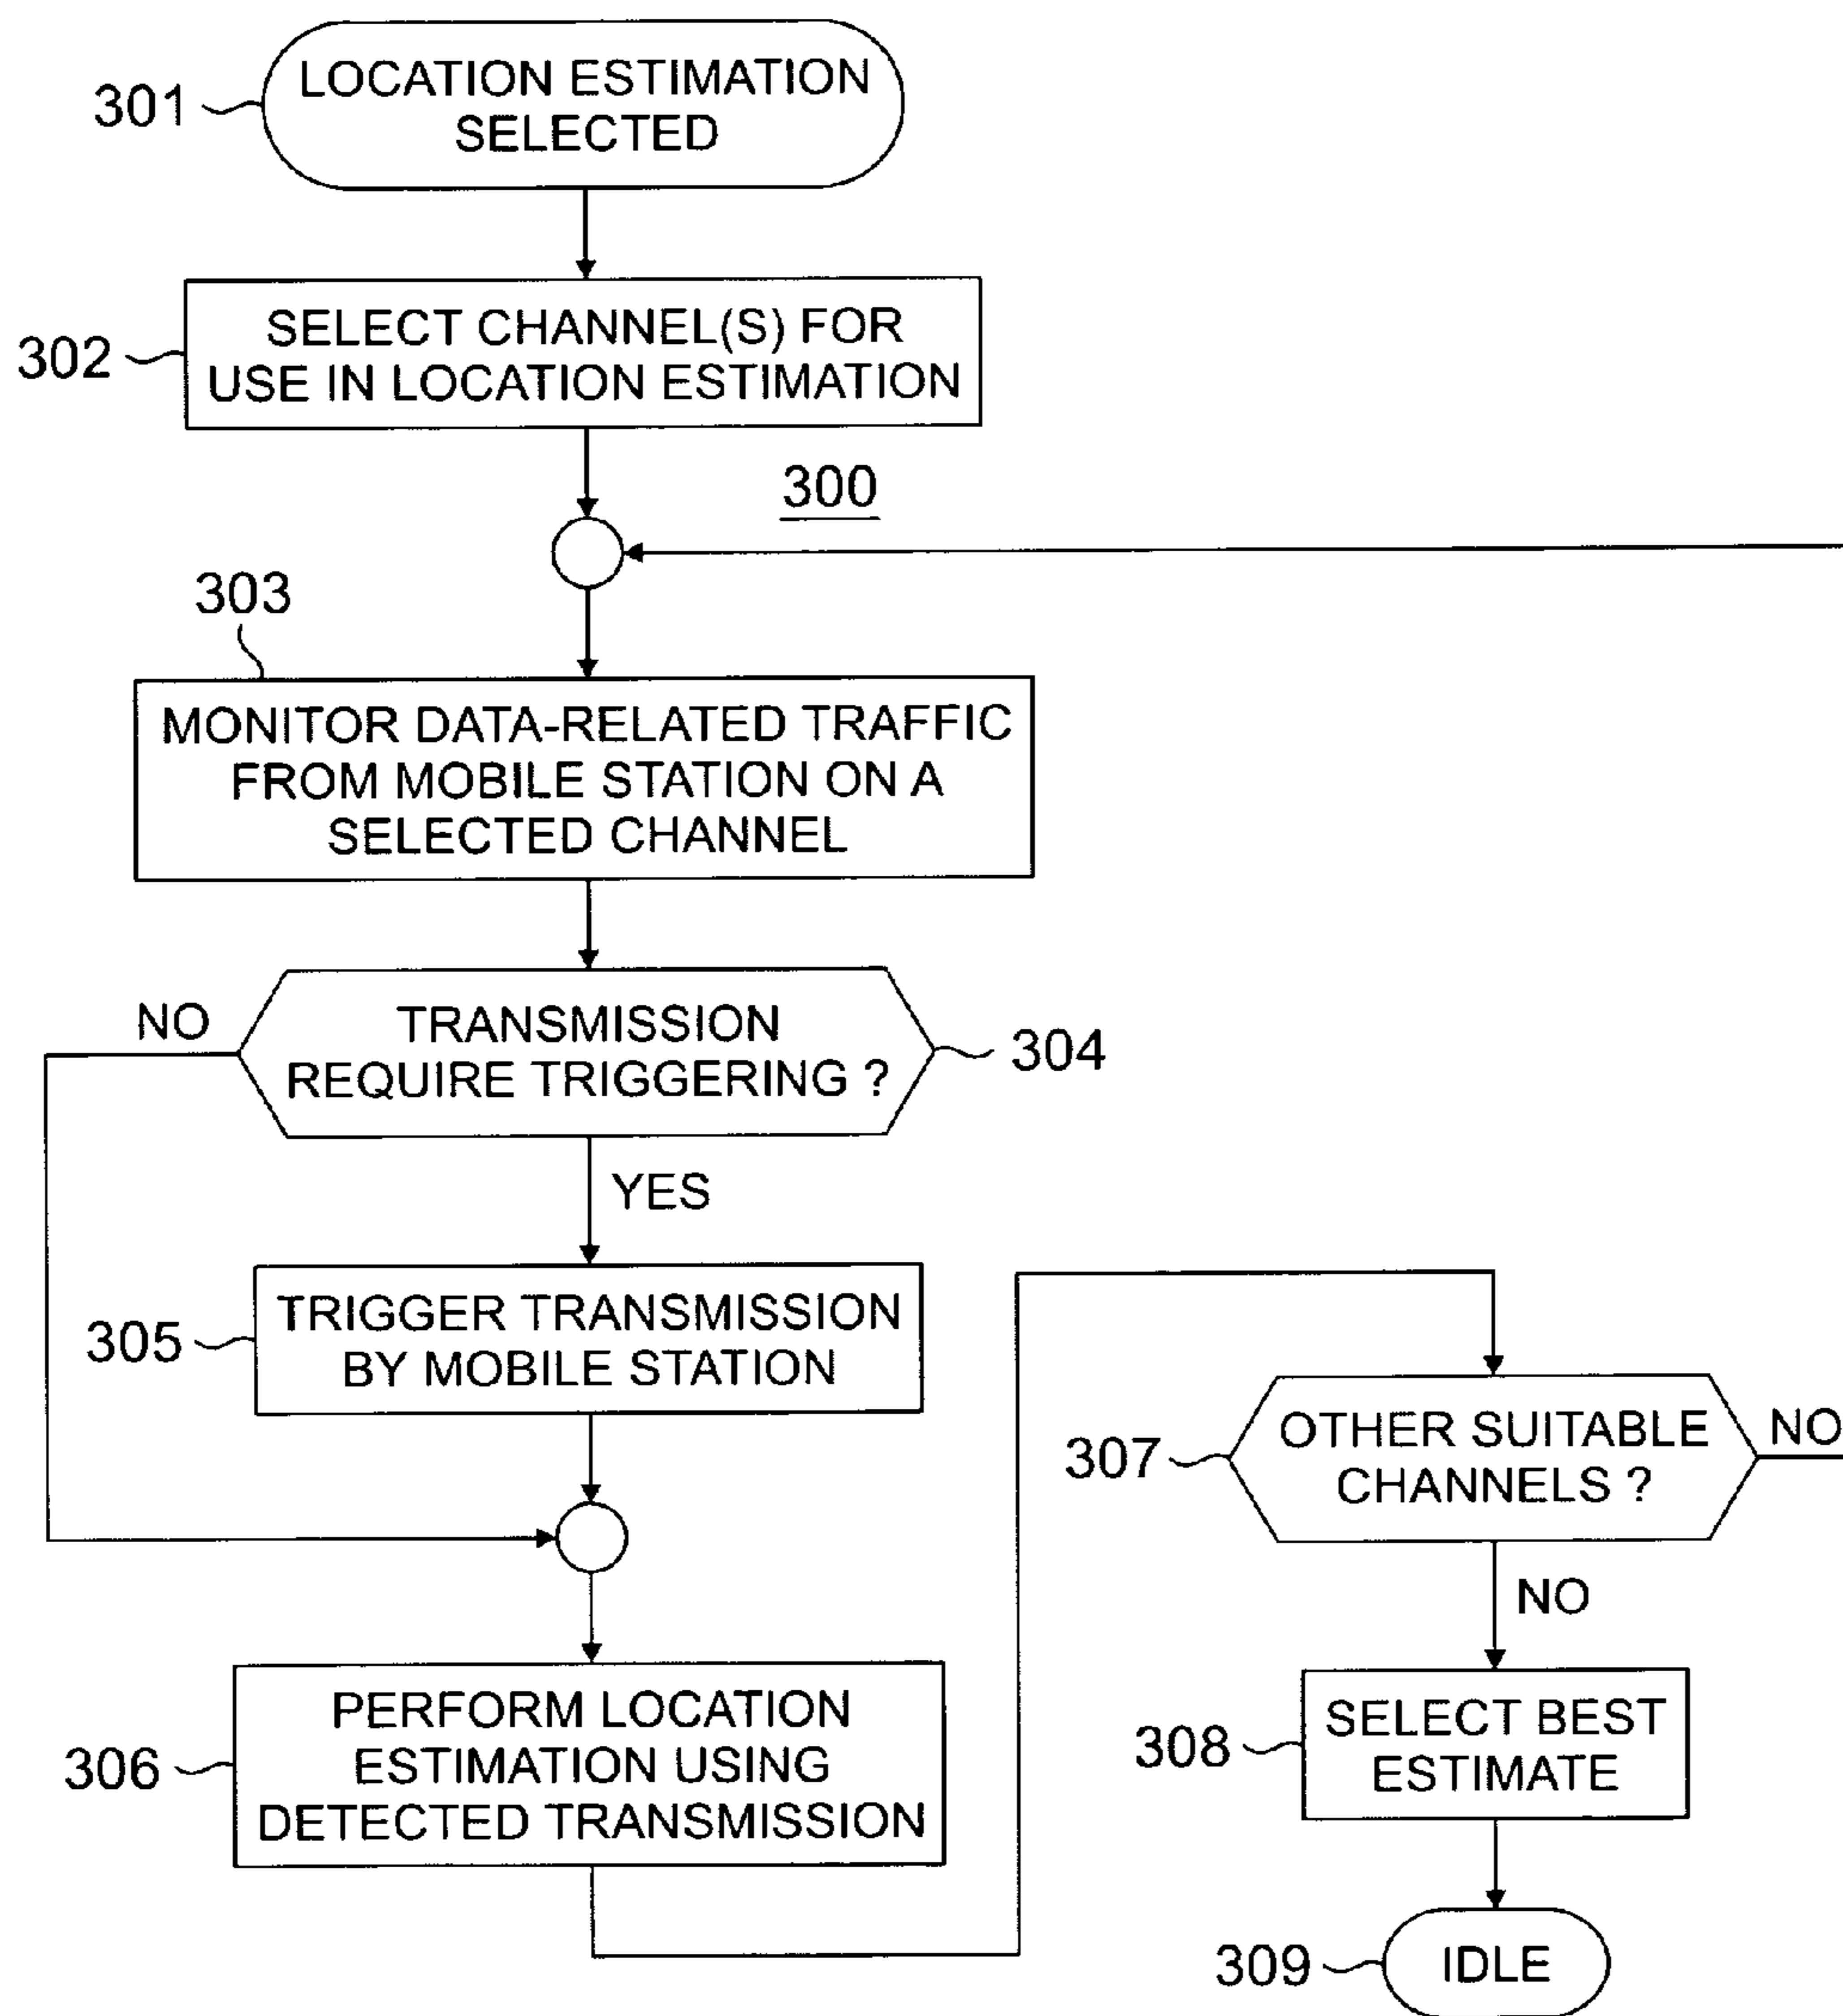 301
LOCATION ESTIMATION
SELECTED
302
SELECT CHANNEL(S) FOR
USE IN LOCATION ESTIMATION
300
303
MONITOR DATA-RELATED TRAFFIC
FROM MOBILE STATION ON A
SELECTED CHANNEL
NO
TRANSMISSION
REQUIRE TRIGGERING ?
304
YES
305
TRIGGER TRANSMISSION
BY MOBILE STATION
306
PERFORM LOCATION
ESTIMATION USING
DETECTED TRANSMISSION
307
OTHER SUITABLE
CHANNELS ?
NO
NO
308
SELECT BEST
ESTIMATE
309
IDLE